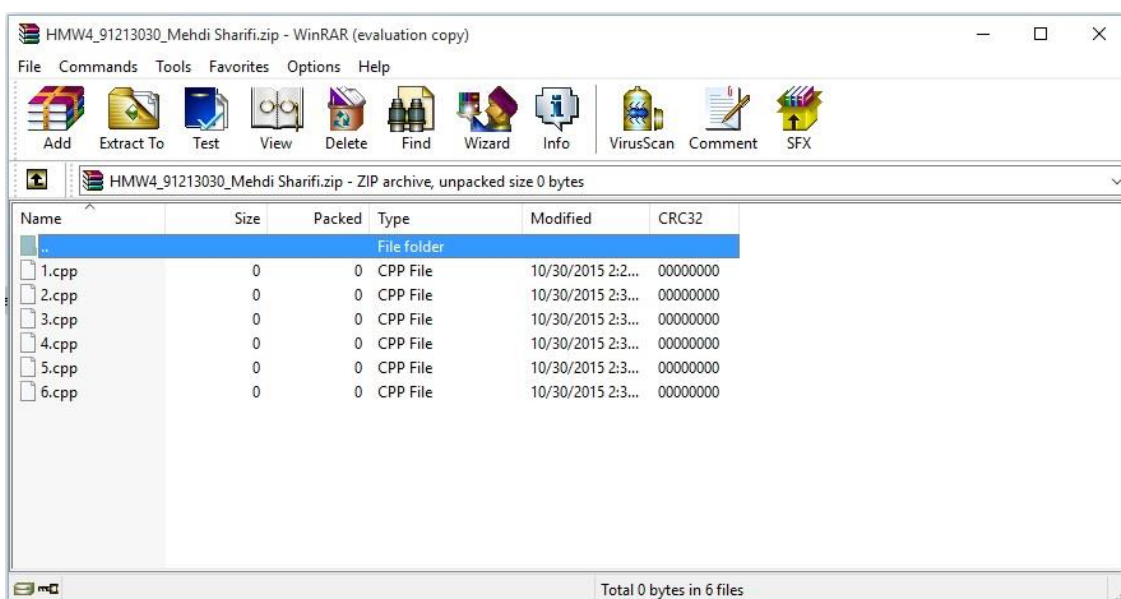 HMW4_91213030_Mehdi Sharifi.zip - WinRAR (evaluation copy)
File Commands Tools Favorites Options Help
Add Extract To Test View Delete Find Wizard Info VirusScan Comment SFX
HMW4_91213030_Mehdi Sharifi.zip - ZIP archive, unpacked size 0 bytes
Name Size Packed Type Modified CRC32
.. File folder
1.cpp 0 0 CPP File 10/30/2015 2:2... 00000000
2.cpp 0 0 CPP File 10/30/2015 2:3... 00000000
3.cpp 0 0 CPP File 10/30/2015 2:3... 00000000
4.cpp 0 0 CPP File 10/30/2015 2:3... 00000000
5.cpp 0 0 CPP File 10/30/2015 2:3... 00000000
6.cpp 0 0 CPP File 10/30/2015 2:3... 00000000
Total 0 bytes in 6 files